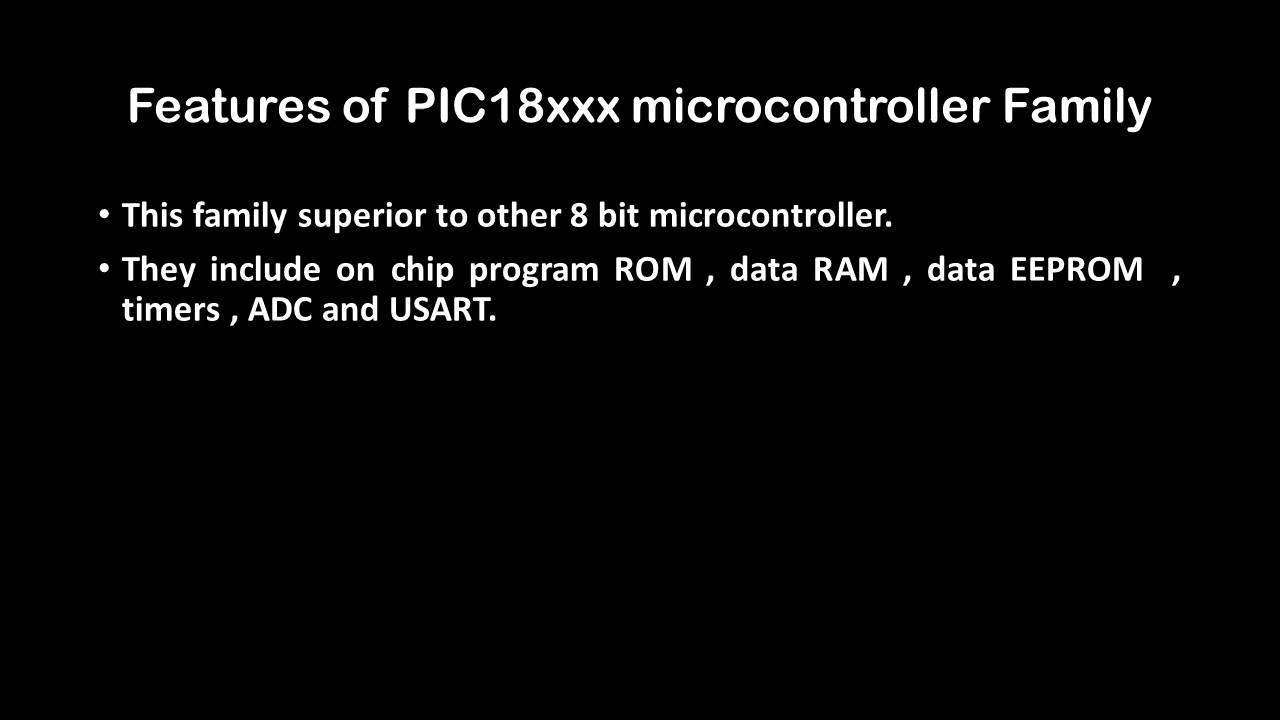 Features of PIC18xxx microcontroller Family
• This family superior to other 8 bit microcontroller.
• They include on chip program ROM , data RAM , data EEPROM ,
timers , ADC and USART.